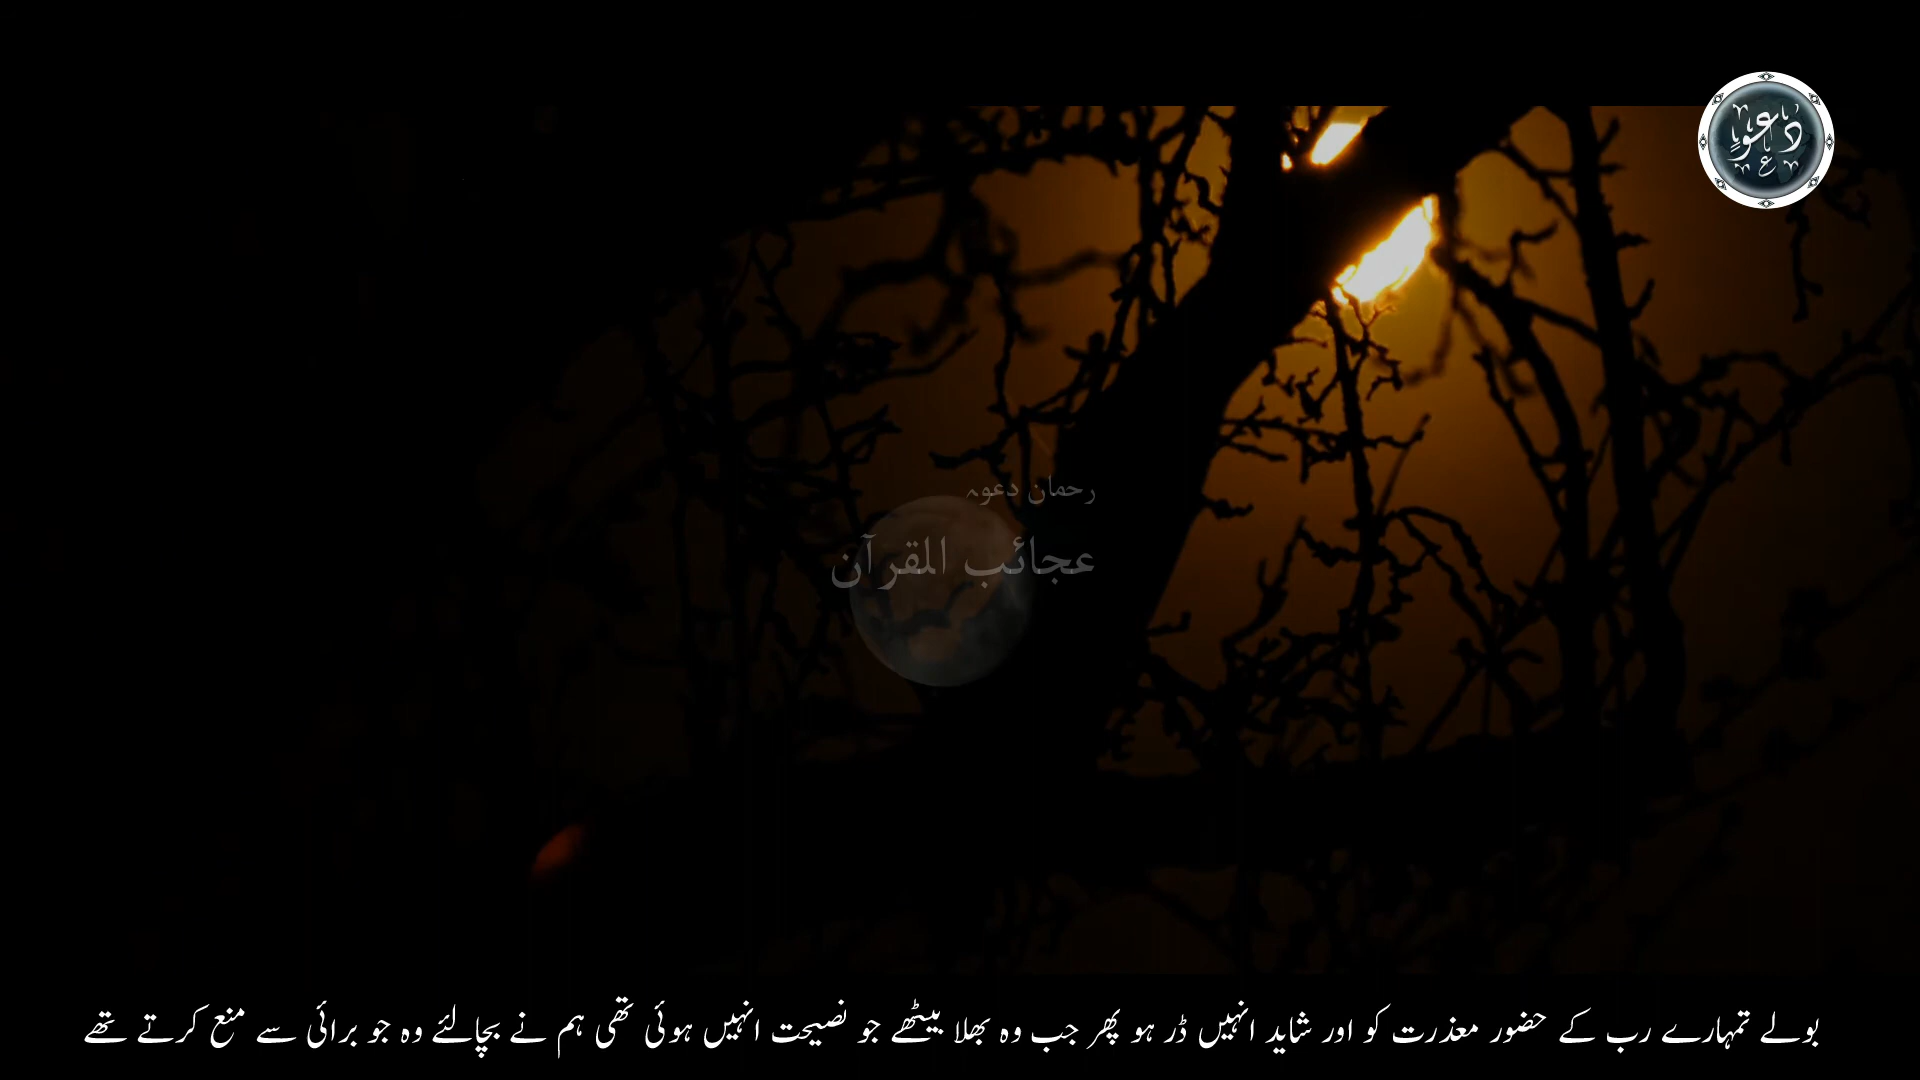 دعوۃ
رحمان دعوہ
عجائب القرآن
بولے تمہارے رب کے حضور معذرت کو اور شاید انہیں ڈر ہو پھر جب وہ بھلا بیٹھے جو نصیحت انہیں ہوئی تھی ہم نے بچالئے وہ جو برائی سے منع کرتے تھے